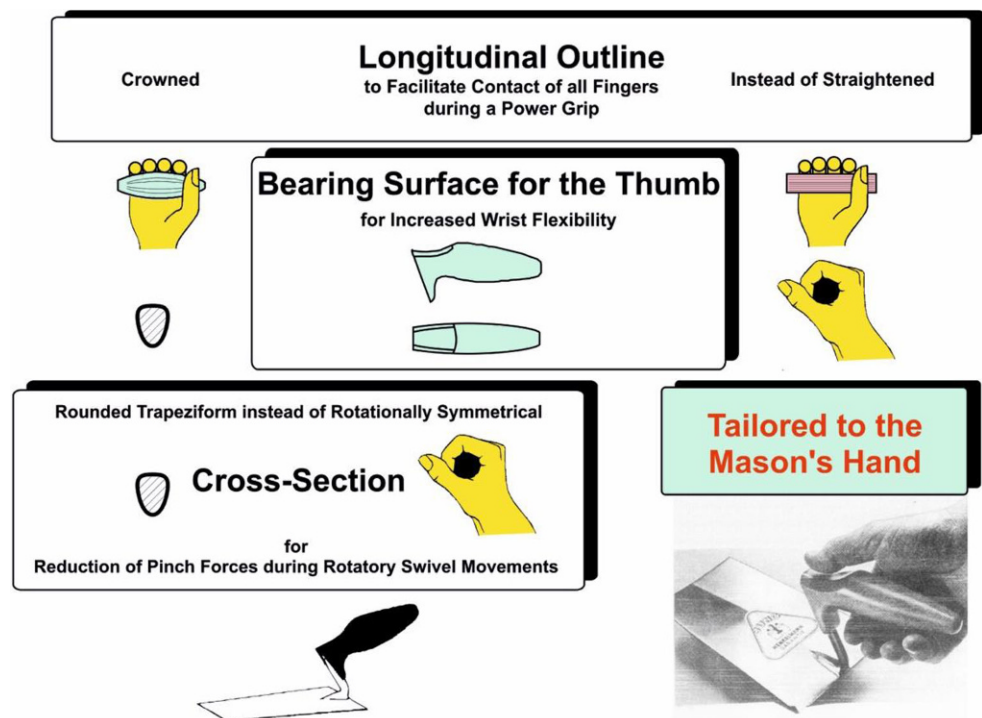 Longitudinal Outline
to Facilitate Contact of all Fingers
during a Power Grip
Crowned
Instead of Straightened
Bearing Surface for the Thumb
for Increased Wrist Flexibility
Rounded Trapeziform instead of Rotationally Symmetrical
Cross-Section
for
Reduction of Pinch Forces during Rotatory Swivel Movements
Tailored to the
Mason's Hand